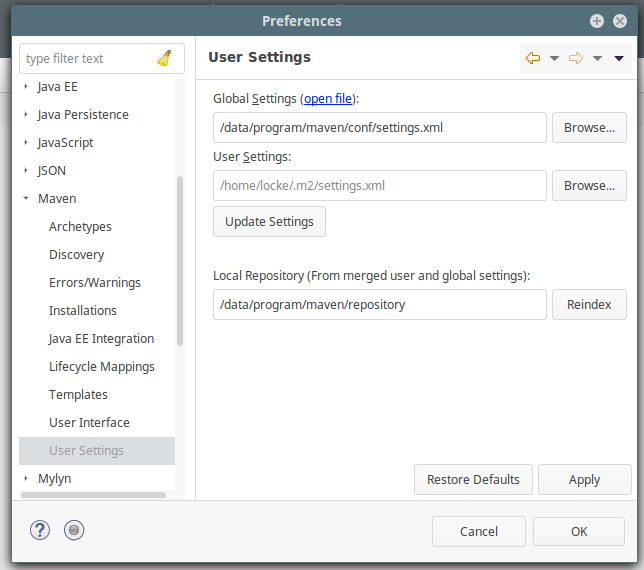 Preferences
type filter text
Java EE
Java Persistence
JavaScript
JSON
Maven
Archetypes
Discovery
Errors/Warnings
Installations
Java EE Integration
Lifecycle Mappings
Templates
User Interface
User Settings
Mylyn
User Settings
Global Settings (open file):
/data/program/maven/conf/settings.xml
Browse...
User Settings:
/home/locke/.m2/settings.xml
Browse...
Update Settings
Local Repository (From merged user and global settings):
/data/program/maven/repository
Reindex
Restore Defaults
Apply
?
Cancel
OK